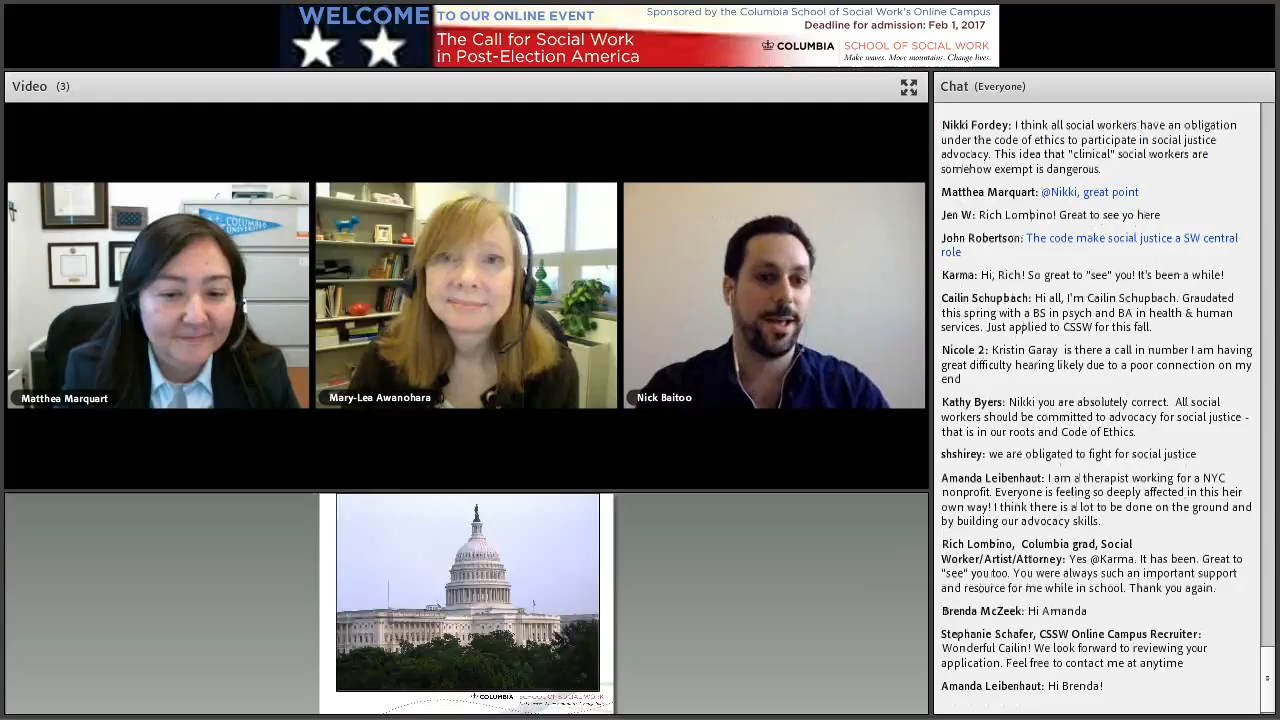 WELCOME TO OUR ONLINE EVENT
The Call for Social Work
in Post-Election America
Sponsored by the Columbia School of Social Work's Online Campus
Deadline for admission: Feb 1, 2017
COLUMBIA SCHOOL OF SOCIAL WORK
Make waves. Move mountains. Change lives.
Video (3)
COLUMBIA
UNIVERSITY
Matthea Marquart
Mary-Lea Awanohara
Nick Baitoo
COLUMBIA SCHOOL OF SOCIAL WORK
Chat (Everyone)
Nikki Fordey: I think all social workers have an obligation
under the code of ethics to participate in social justice
advocacy. This idea that "clinical" social workers are
somehow exempt is dangerous.
Matthea Marquart: @Nikki, great point
Jen W: Rich Lombino! Great to see yo here
John Robertson: The code make social justice a SW central
role
Karma: Hi, Rich! So great to "see" you! It's been a while!
Cailin Schupbach: Hi all, I'm Cailin Schupbach. Graudated
this spring with a BS in psych and BA in health & human
services. Just applied to CSSW for this fall.
Nicole 2: Kristin Garay is there a call in number I am having
great difficulty hearing likely due to a poor connection on my
end
Kathy Byers: Nikki you are absolutely correct. All social
workers should be committed to advocacy for social justice -
that is in our roots and Code of Ethics.
shshirey: we are obligated to fight for social justice
Amanda Leibenhaut: I am a therapist working for a NYC
nonprofit. Everyone is feeling so deeply affected in this heir
own way! I think there is a lot to be done on the ground and
by building our advocacy skills.
Rich Lombino, Columbia grad, Social
Worker/Artist/Attorney: Yes @Karma. It has been. Great to
"see" you too. You were always such an important support
and resource for me while in school. Thank you again.
Brenda McZeek: Hi Amanda
Stephanie Schafer, CSSW Online Campus Recruiter:
Wonderful Cailin! We look forward to reviewing your
application. Feel free to contact me at anytime
Amanda Leibenhaut: Hi Brenda!